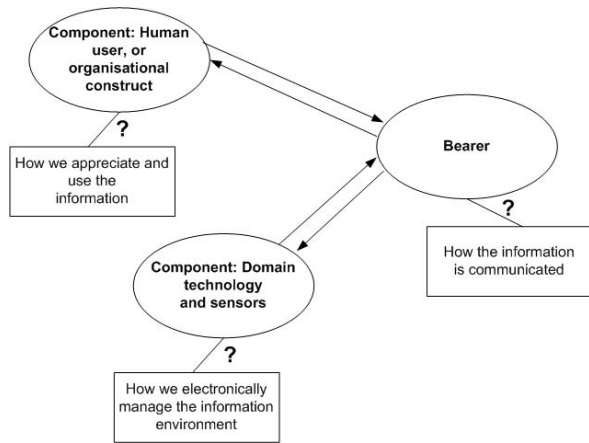 Component: Human
user, or
organisational
construct
?
How we appreciate and
use the
information
Bearer
?
How the information
is communicated
Component: Domain
technology
and sensors
?
How we electronically
manage the information
environment